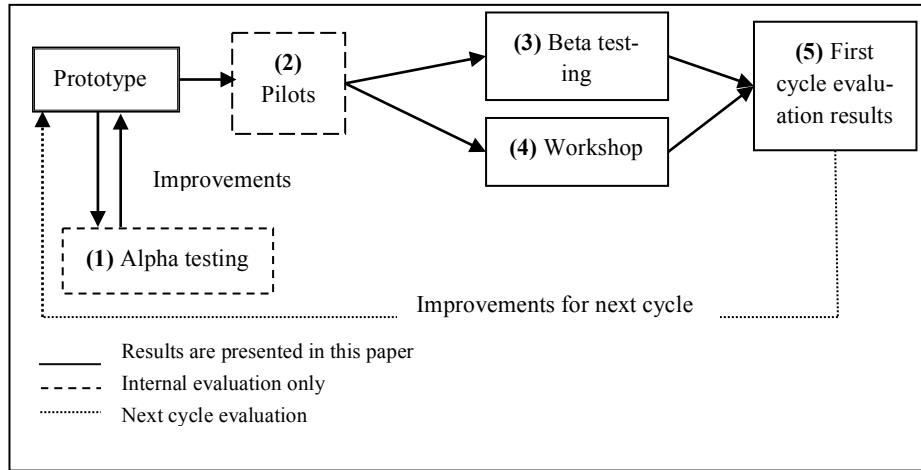 Prototype
(2)
Pilots
(3) Beta test-
ing
(4) Workshop
(5) First
cycle evalu-
ation results
Improvements
(1) Alpha testing
Improvements for next cycle
Results are presented in this paper
Internal evaluation only
Next cycle evaluation